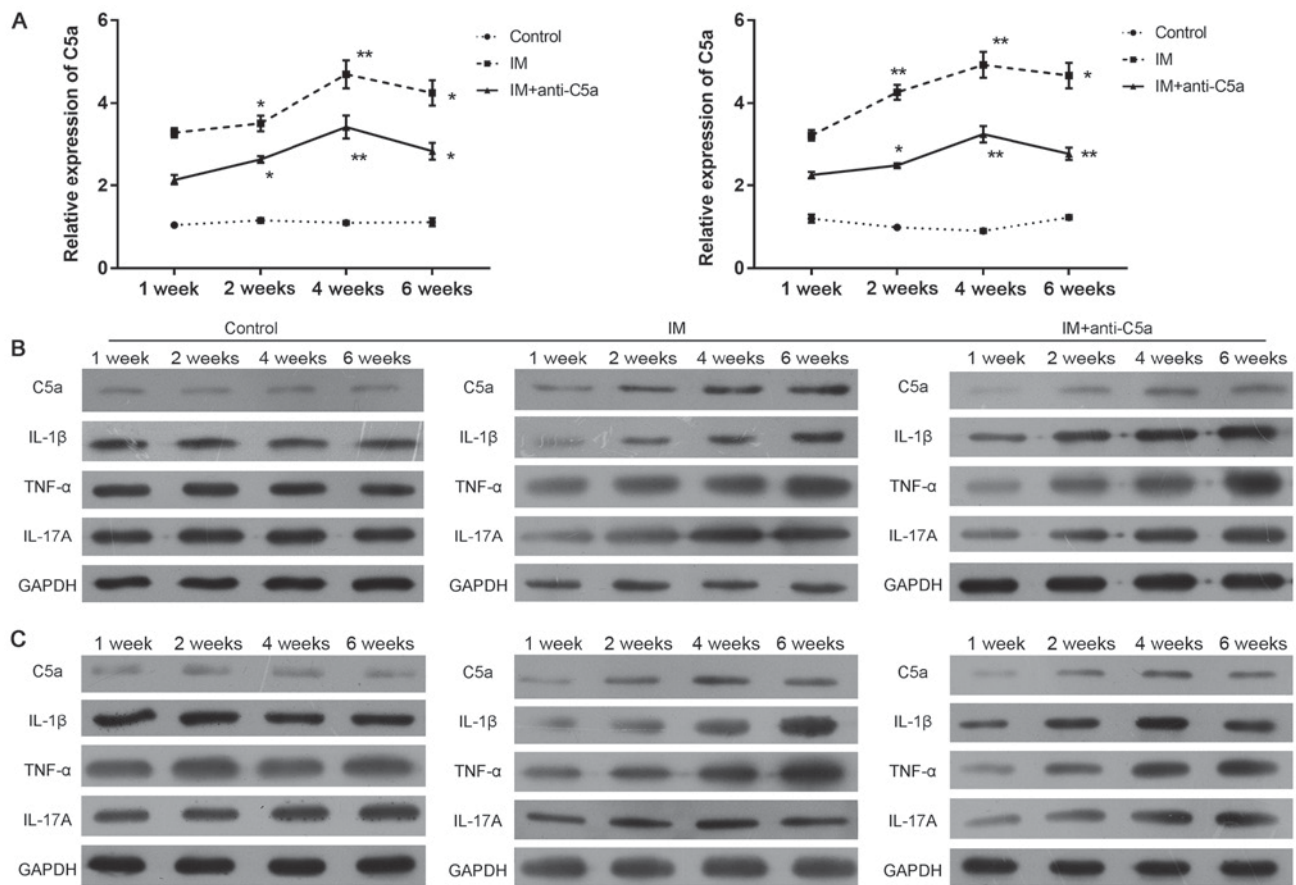 A
Relative expression of C5a
6
4
2
0
** 
* *
** *
*
1 week 2 weeks 4 weeks 6 weeks
Control
IM
IM+anti-C5a
Relative expression of C5a
6
4
2
0
**
** *
* ** **
1 week 2 weeks 4 weeks 6 weeks
Control
IM
IM+anti-C5a
Control IM IM+anti-C5a
B
1 week 2 weeks 4 weeks 6 weeks 1 week 2 weeks 4 weeks 6 weeks 1 week 2 weeks 4 weeks 6 weeks
C5a C5a C5a
IL-1β IL-1β IL-1β
TNF-α TNF-α TNF-α
IL-17A IL-17A IL-17A
GAPDH GAPDH GAPDH
C
1 week 2 weeks 4 weeks 6 weeks 1 week 2 weeks 4 weeks 6 weeks 1 week 2 weeks 4 weeks 6 weeks
C5a C5a C5a
IL-1β IL-1β IL-1β
TNF-α TNF-α TNF-α
IL-17A IL-17A IL-17A
GAPDH GAPDH GAPDH